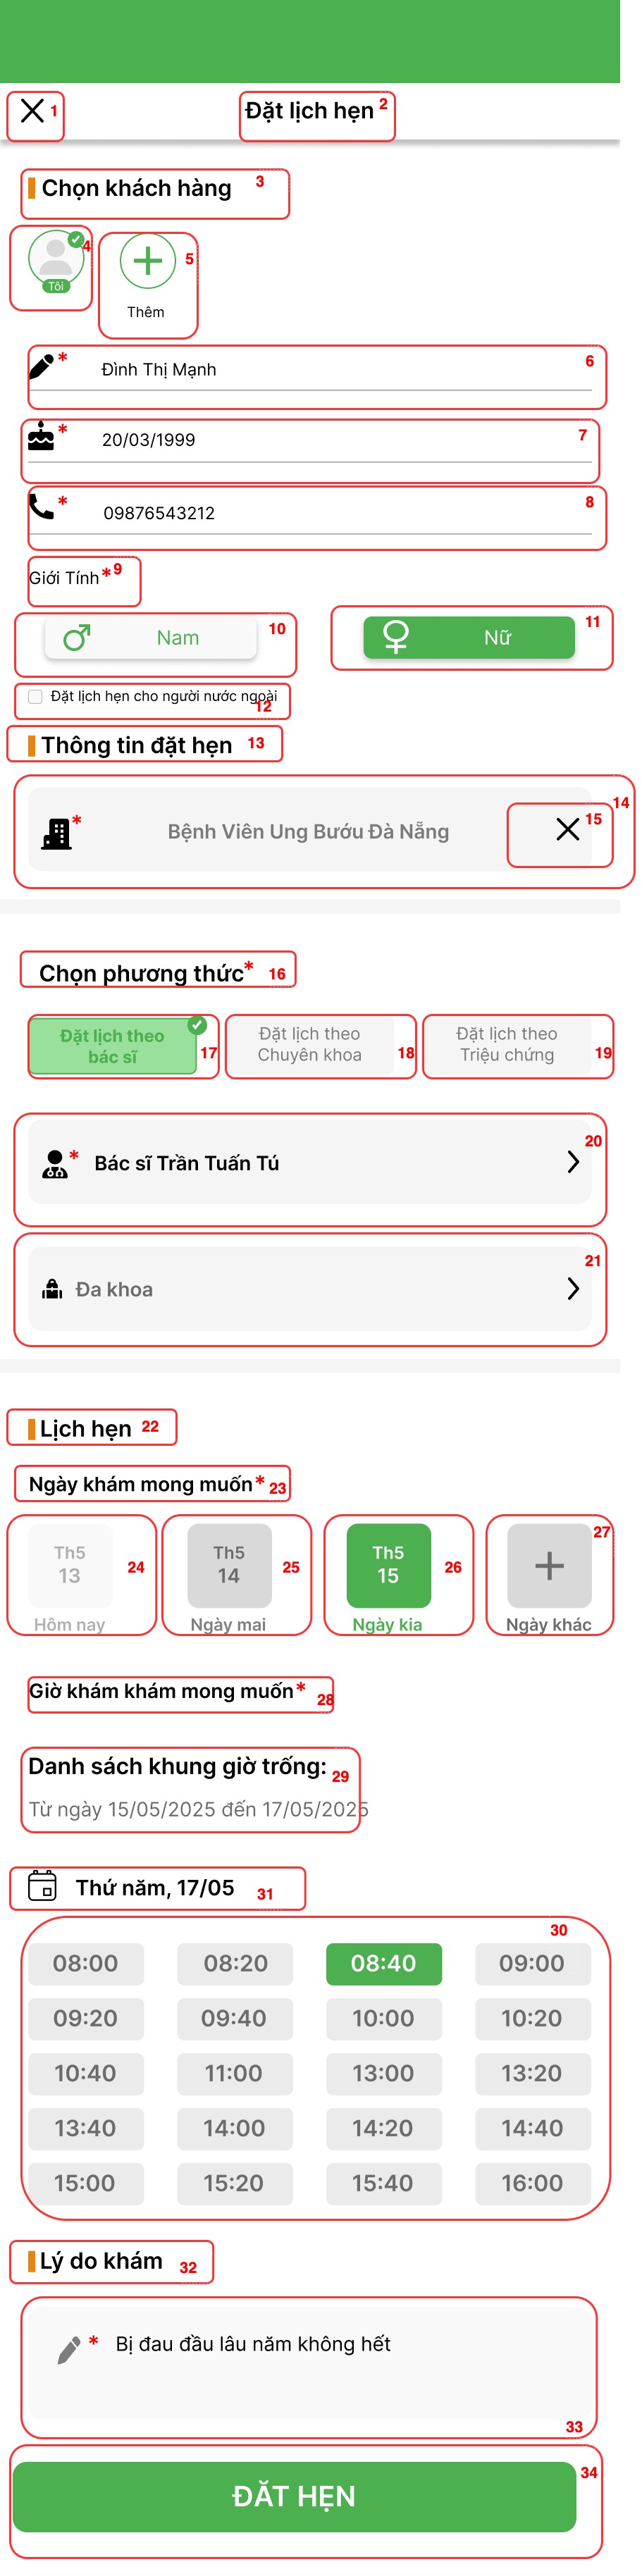 1
Đặt lịch hẹn 2
Chọn khách hàng 3
4
Tôi
5
Thêm
* Đình Thị Mạnh 6
* 20/03/1999 7
* 09876543212 8
Giới Tính* 9
Nam 10
Nữ 11
Đặt lịch hẹn cho người nước ngoài
12
Thông tin đặt hẹn 13
14
* Bệnh Viên Ung Bướu Đà Nẵng 15
Chọn phương thức* 16
Đặt lịch theo
bác sĩ 17
Đặt lịch theo
Chuyên khoa 18
Đặt lịch theo
Triệu chứng 19
* Bác sĩ Trần Tuấn Tú 20
Đa khoa 21
Lịch hẹn 22
Ngày khám mong muốn* 23
Th5
13
Hôm nay 24
Th5
14
Ngày mai 25
Th5
15
Ngày kia 26
27
Ngày khác
Giờ khám khám mong muốn* 28
Danh sách khung giờ trống: 29
Từ ngày 15/05/2025 đến 17/05/2025
Thứ năm, 17/05 31
30
08:00 08:20 08:40 09:00
09:20 09:40 10:00 10:20
10:40 11:00 13:00 13:20
13:40 14:00 14:20 14:40
15:00 15:20 15:40 16:00
Lý do khám 32
* Bị đau đầu lâu năm không hết
33
ĐĂT HẸN 34